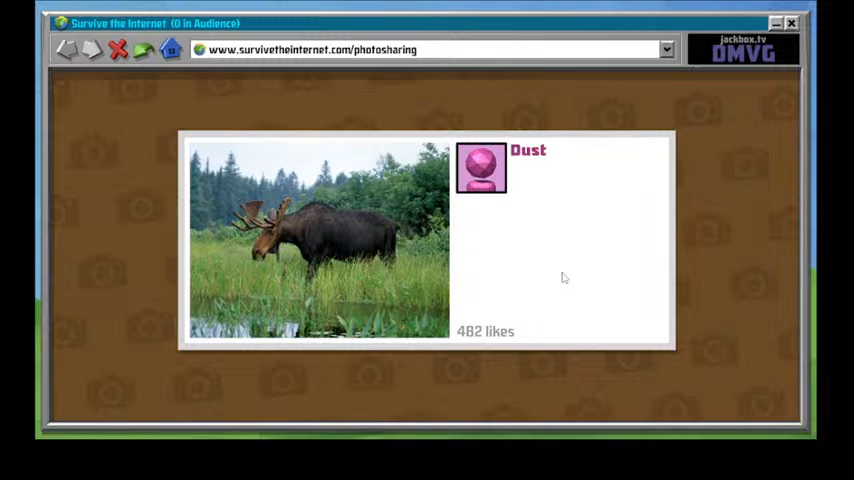 Survive the Internet (0 in Audience)
www.survivetheinternet.com/photosharing
jackbox.tv
DMVG
Dust
482 likes